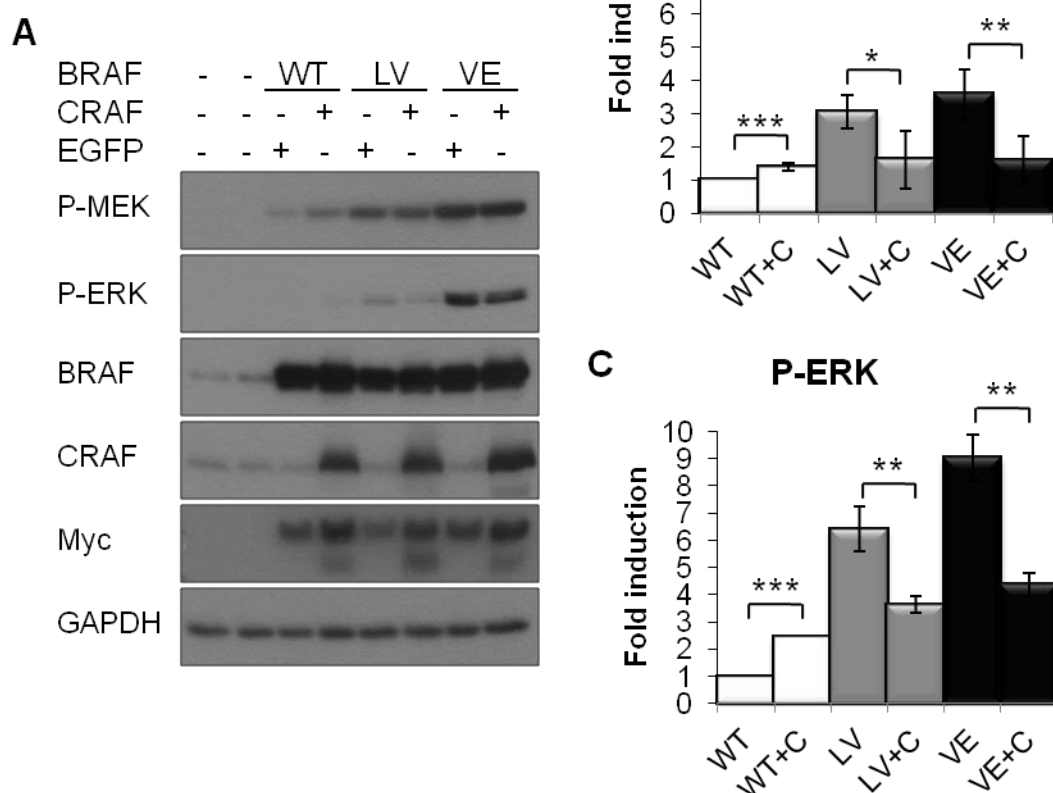 A
BRAF - - WT LV VE
CRAF - - - + - + - +
EGFP - - + - + - + -
P-MEK
P-ERK
BRAF
CRAF
Myc
GAPDH
Fold ind
6
5
4
3
2
1
0
***
*
**
WT WT+C LV LV+C VE VE+C
C
P-ERK
Fold induction
10
9
8
7
6
5
4
3
2
1
0
***
**
**
WT WT+C LV LV+C VE VE+C